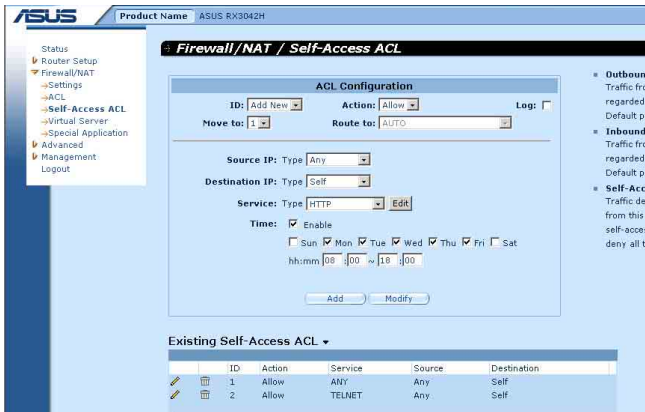 ASUS
Product Name ASUS RX3042H
Status
Router Setup
Firewall/NAT
Settings
ACL
Self-Access ACL
Virtual Server
Special Application
Advanced
Management
Logout
Firewall/NAT / Self-Access ACL
ACL Configuration
ID: Add New Action: Allow Log:
Move to: 1 Route to: AUTO
Source IP: Type Any
Destination IP: Type Self
Service: Type HTTP Edit
Time: Enable
Sun Mon Tue Wed Thu Fri Sat
hh:mm 08 :00 ~ 18 :00
Add Modify
Existing Self-Access ACL
ID Action Service Source Destination
1 Allow ANY Any Self
2 Allow TELNET Any Self
Outboun
Traffic fro
regarded
Default p
Inbound
Traffic fro
regarded
Default p
Self-Acc
Traffic de
from this
self-acce
deny all t